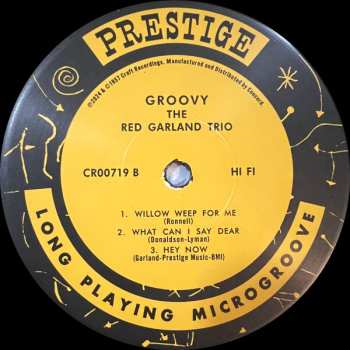 PRESTIGE
℗2024 & ©1957 Craft Recordings, Manufactured and Distributed by Concord.
GROOVY
THE
RED GARLAND TRIO
CR00719 B
HI FI
1. WILLOW WEEP FOR ME
(Ronnell)
2. WHAT CAN I SAY DEAR
(Donaldson-Lyman)
3. HEY NOW
(Garland-Prestige Music-BMI)
LONG PLAYING MICROGROOVE